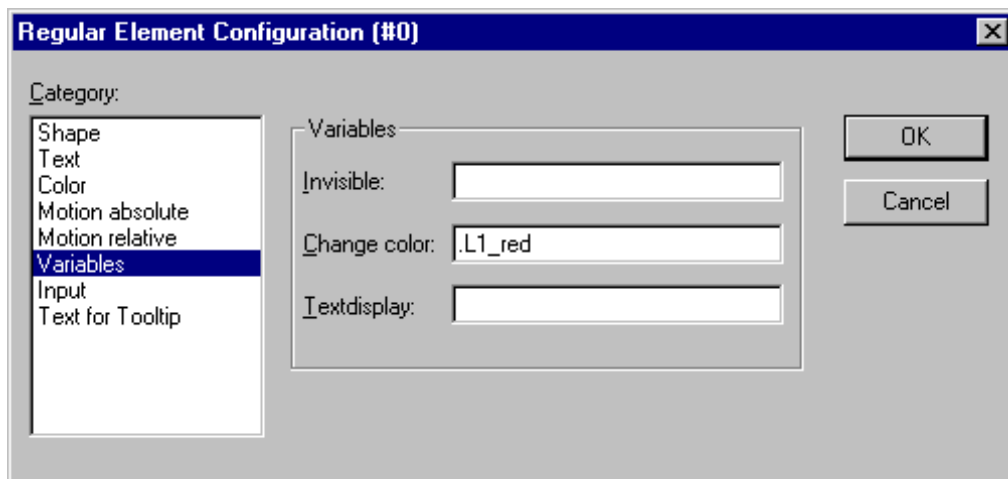 Regular Element Configuration (#0)
Category:
Shape
Text
Color
Motion absolute
Motion relative
Variables
Input
Text for Tooltip
Variables
Invisible:
Change color: .L1_red
Textdisplay:
OK
Cancel